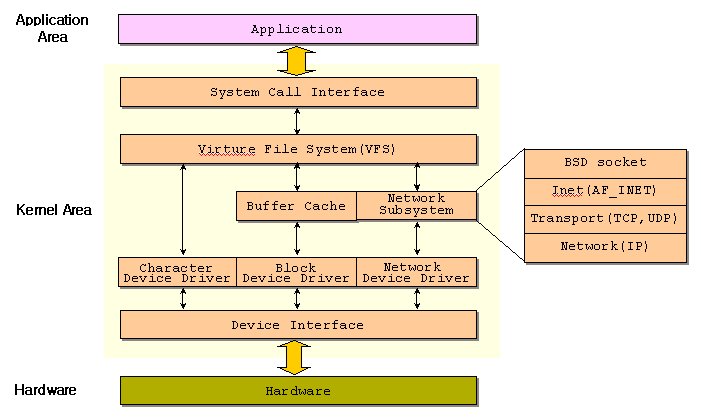 Application
Area
Application
System Call Interface
Virture File System(VFS)
Kernel Area
Buffer Cache
Network
Subsystem
BSD socket
Inet(AF_INET)
Transport(TCP,UDP)
Network(IP)
Character
Device Driver
Block
Device Driver
Network
Device Driver
Device Interface
Hardware
Hardware